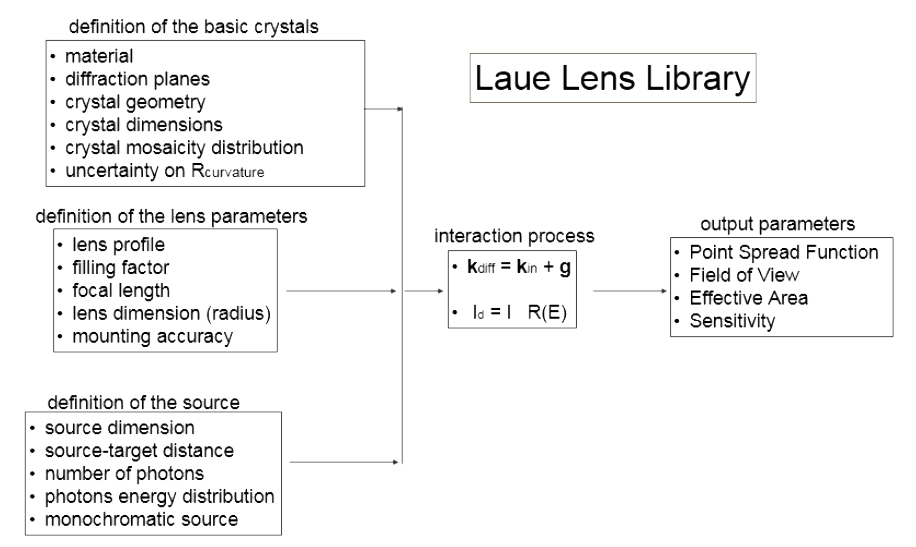 definition of the basic crystals
• material
• diffraction planes
• crystal geometry
• crystal dimensions
• crystal mosaicity distribution
• uncertainty on Rcurvature
Laue Lens Library
definition of the lens parameters
• lens profile
• filling factor
• focal length
• lens dimension (radius)
• mounting accuracy
interaction process
• kdiff = kin + g
• Id = I R(E)
output parameters
• Point Spread Function
• Field of View
• Effective Area
• Sensitivity
definition of the source
• source dimension
• source-target distance
• number of photons
• photons energy distribution
• monochromatic source